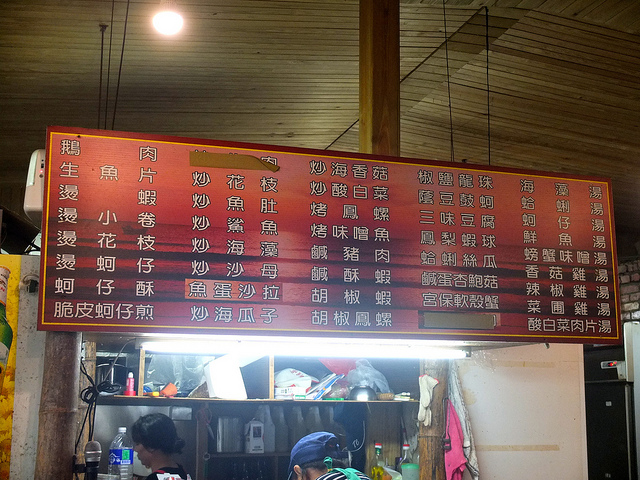 鵝肉
生魚片
燙蝦
燙小卷
燙花枝
燙蚵仔
蚵仔酥
脆皮蚵仔煎
炒花枝
炒魚肚
炒鯊魚
炒海藻
炒沙母
魚蛋沙拉
炒海瓜子
炒海香菇
炒酸白菜
烤鳳螺
烤味噌魚
鹹豬肉
鹹酥蝦
胡椒蝦
胡椒鳳螺
椒鹽龍珠
蔭豆豉蚵
三味豆腐
鳳梨蝦球
蛤蜊絲瓜
鹹蛋杏鮑菇
宮保軟殼蟹
海藻湯
蛤蜊湯
蚵仔湯
鮮魚湯
螃蟹味噌湯
香菇雞湯
辣椒雞湯
菜圃雞湯
酸白菜肉片湯